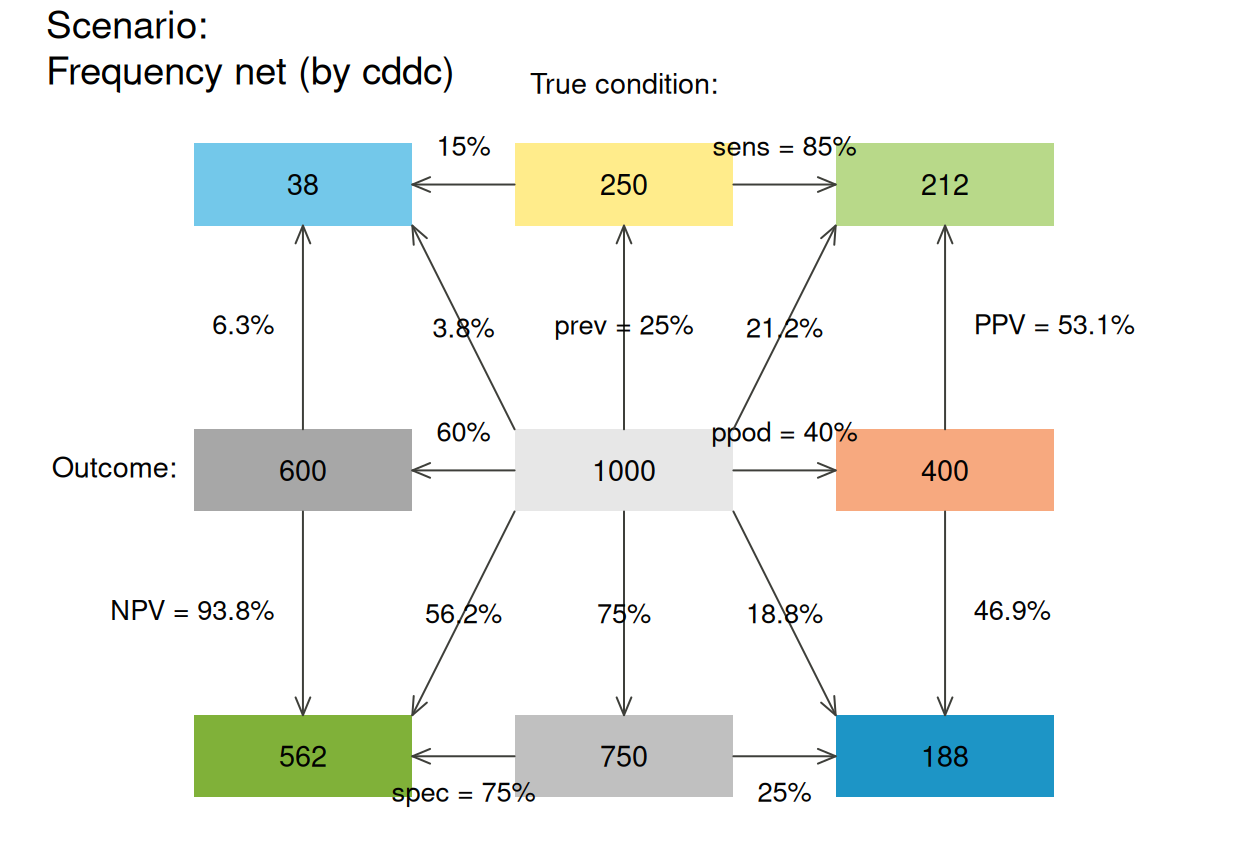 Scenario:
Frequency net (by cddc)
True condition:
15%
sens = 85%
38
250
212
6.3%
3.8%
prev = 25%
21.2%
PPV = 53.1%
60%
ppod = 40%
Outcome:
600
1000
400
NPV = 93.8%
56.2%
75%
18.8%
46.9%
562
750
188
spec = 75%
25%